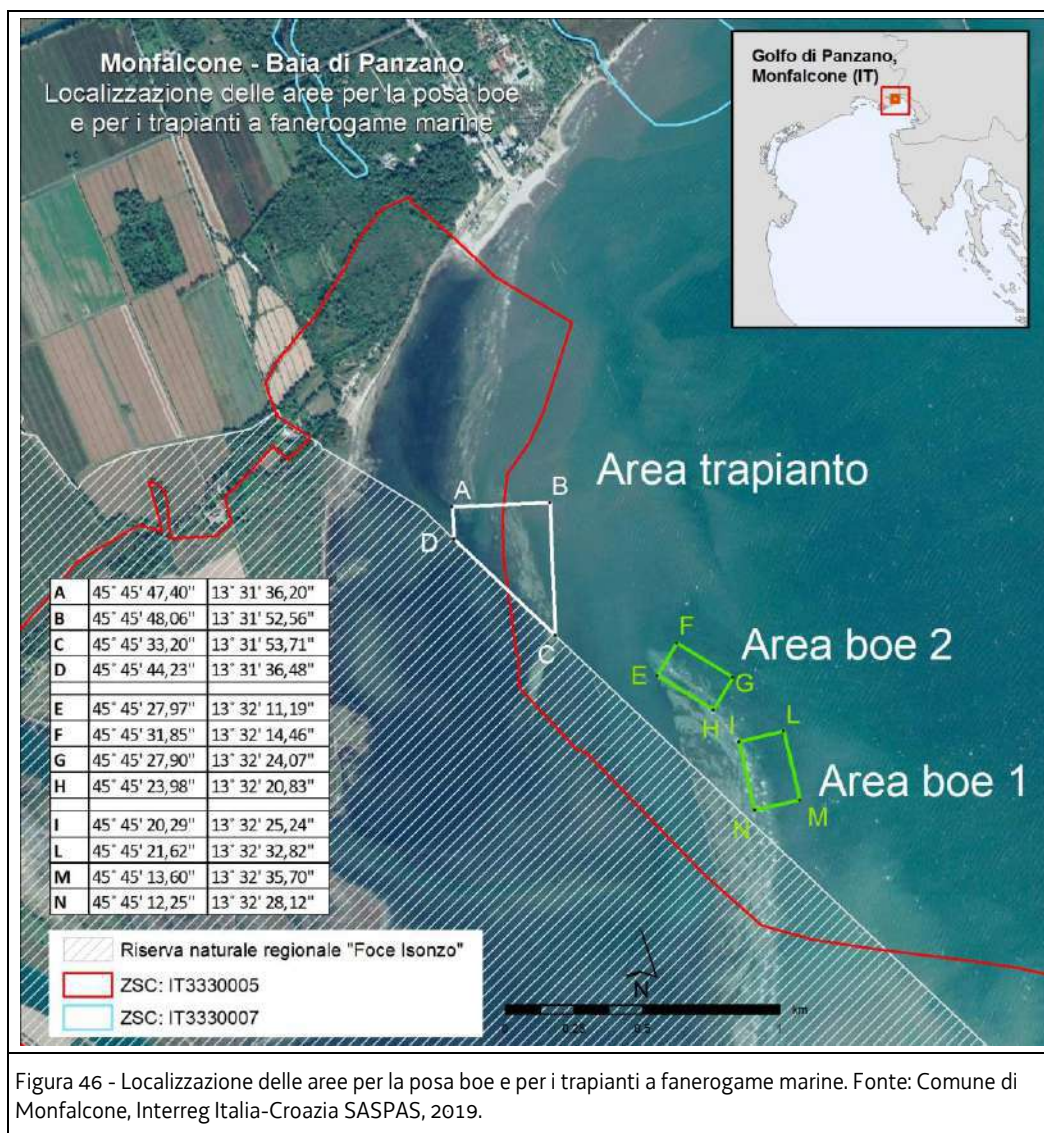 Monfalcone - Baia di Panzano
Localizzazione delle aree per la posa boe
e per i trapianti a fanerogame marine
Golfo di Panzano,
Monfalcone (IT)
Area trapianto
A
B
D
C
Area boe 2
F
E
G
H
I
L
Area boe 1
N
M
A 45° 45' 47,40" 13° 31' 36,20"
B 45° 45' 48,06" 13° 31' 52,56"
C 45° 45' 33,20" 13° 31' 53,71"
D 45° 45' 44,23" 13° 31' 36,48"
E 45° 45' 27,97" 13° 32' 11,19"
F 45° 45' 31,85" 13° 32' 14,46"
G 45° 45' 27,90" 13° 32' 24,07"
H 45° 45' 23,98" 13° 32' 20,83"
I 45° 45' 20,29" 13° 32' 25,24"
L 45° 45' 21,62" 13° 32' 32,82"
M 45° 45' 13,60" 13° 32' 35,70"
N 45° 45' 12,25" 13° 32' 28,12"
Riserva naturale regionale "Foce Isonzo"
ZSC: IT3330005
ZSC: IT3330007
N
km
0 0.25 0.5 1
Figura 46 - Localizzazione delle aree per la posa boe e per i trapianti a fanerogame marine. Fonte: Comune di
Monfalcone, Interreg Italia-Croazia SASPAS, 2019.